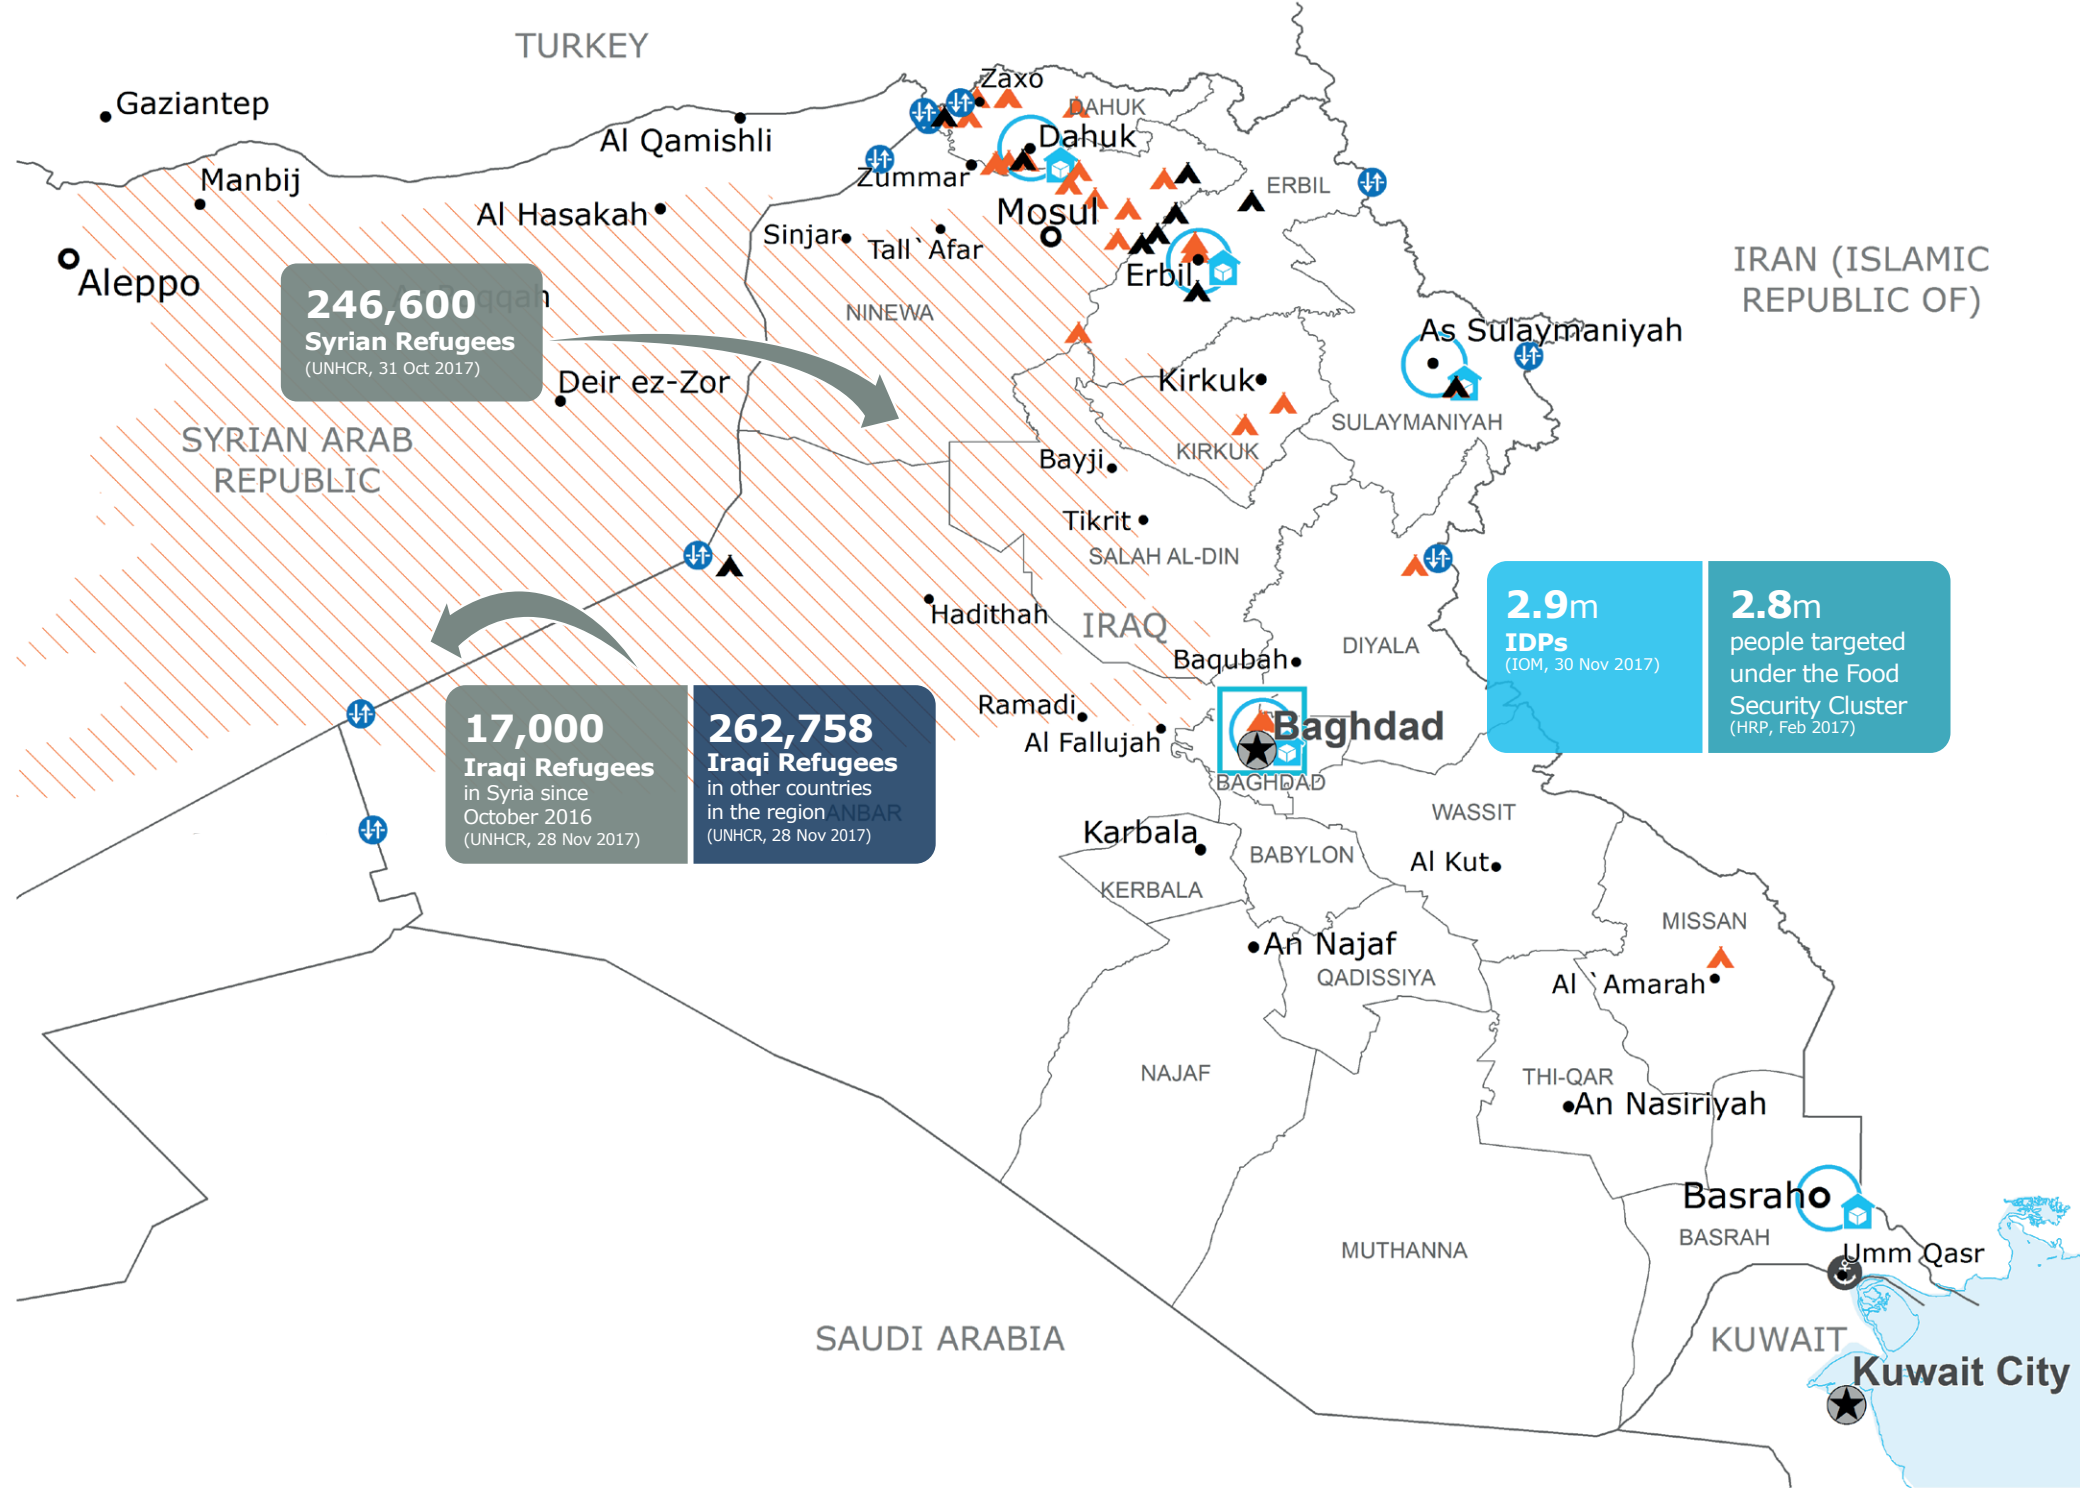 TURKEY
Zaxo
Gaziantep
DAHUK
Al Qamishli
Dahuk
Manbij
Zummar
ERBIL
Al Hasakah
Mosul
Sinjar
Tall`Afar
IRAN (ISLAMIC
REPUBLIC OF)
Aleppo
Erbil
246,600
Syrian Refugees
(UNHCR, 31 Oct 2017)
NINEWA
As Sulaymaniyah
Deir ez-Zor
Kirkuk
SULAYMANIYAH
SYRIAN ARAB
REPUBLIC
KIRKUK
Bayji
Tikrit
SALAH AL-DIN
Hadithah
IRAQ
DIYALA
Baqubah
2.9m
IDPs
(IOM, 30 Nov 2017)
2.8m
people targeted
under the Food
Security Cluster
(HRP, Feb 2017)
Ramadi
Al Fallujah
Baghdad
BAGHDAD
17,000
Iraqi Refugees
in Syria since
October 2016
(UNHCR, 28 Nov 2017)
262,758
Iraqi Refugees
in other countries
in the region
(UNHCR, 28 Nov 2017)
ANBAR
WASSIT
Karbala
BABYLON
Al Kut
KERBALA
MISSAN
An Najaf
QADISSIYA
Al `Amarah
NAJAF
THI-QAR
An Nasiriyah
Basrah
BASRAH
MUTHANNA
Umm Qasr
SAUDI ARABIA
KUWAIT
Kuwait City